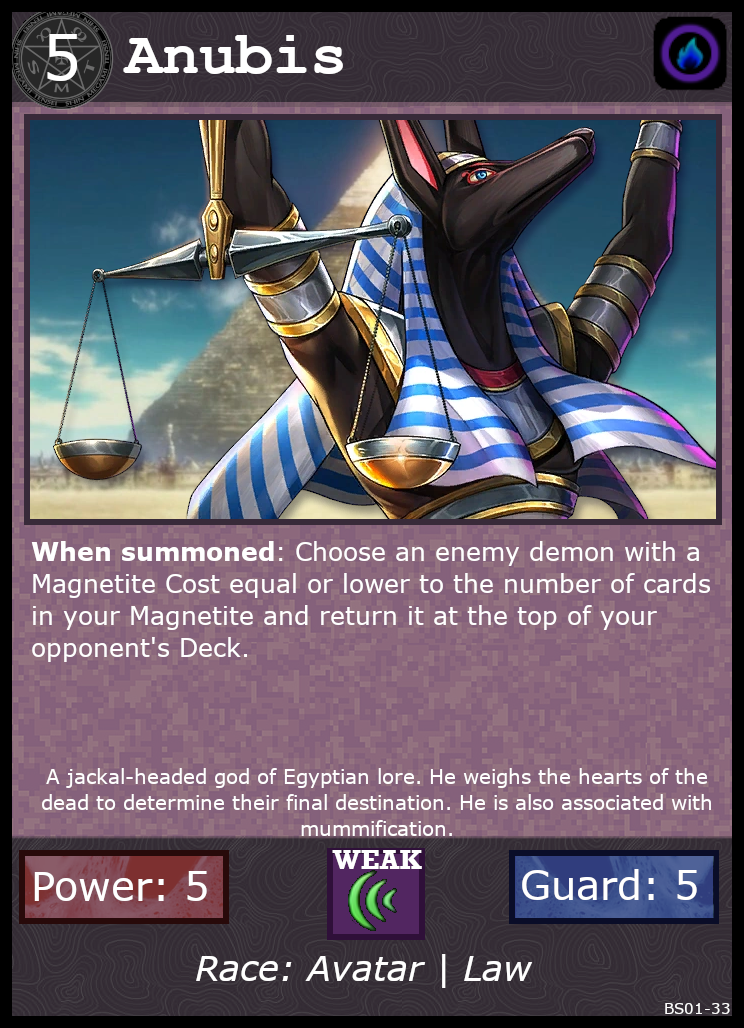 5 Anubis
When summoned: Choose an enemy demon with a
Magnetite Cost equal or lower to the number of cards
in your Magnetite and return it at the top of your
opponent's Deck.
A jackal-headed god of Egyptian lore. He weighs the hearts of the
dead to determine their final destination. He is also associated with
mummification.
WEAK
Power: 5
Guard: 5
Race: Avatar | Law
BS01-33